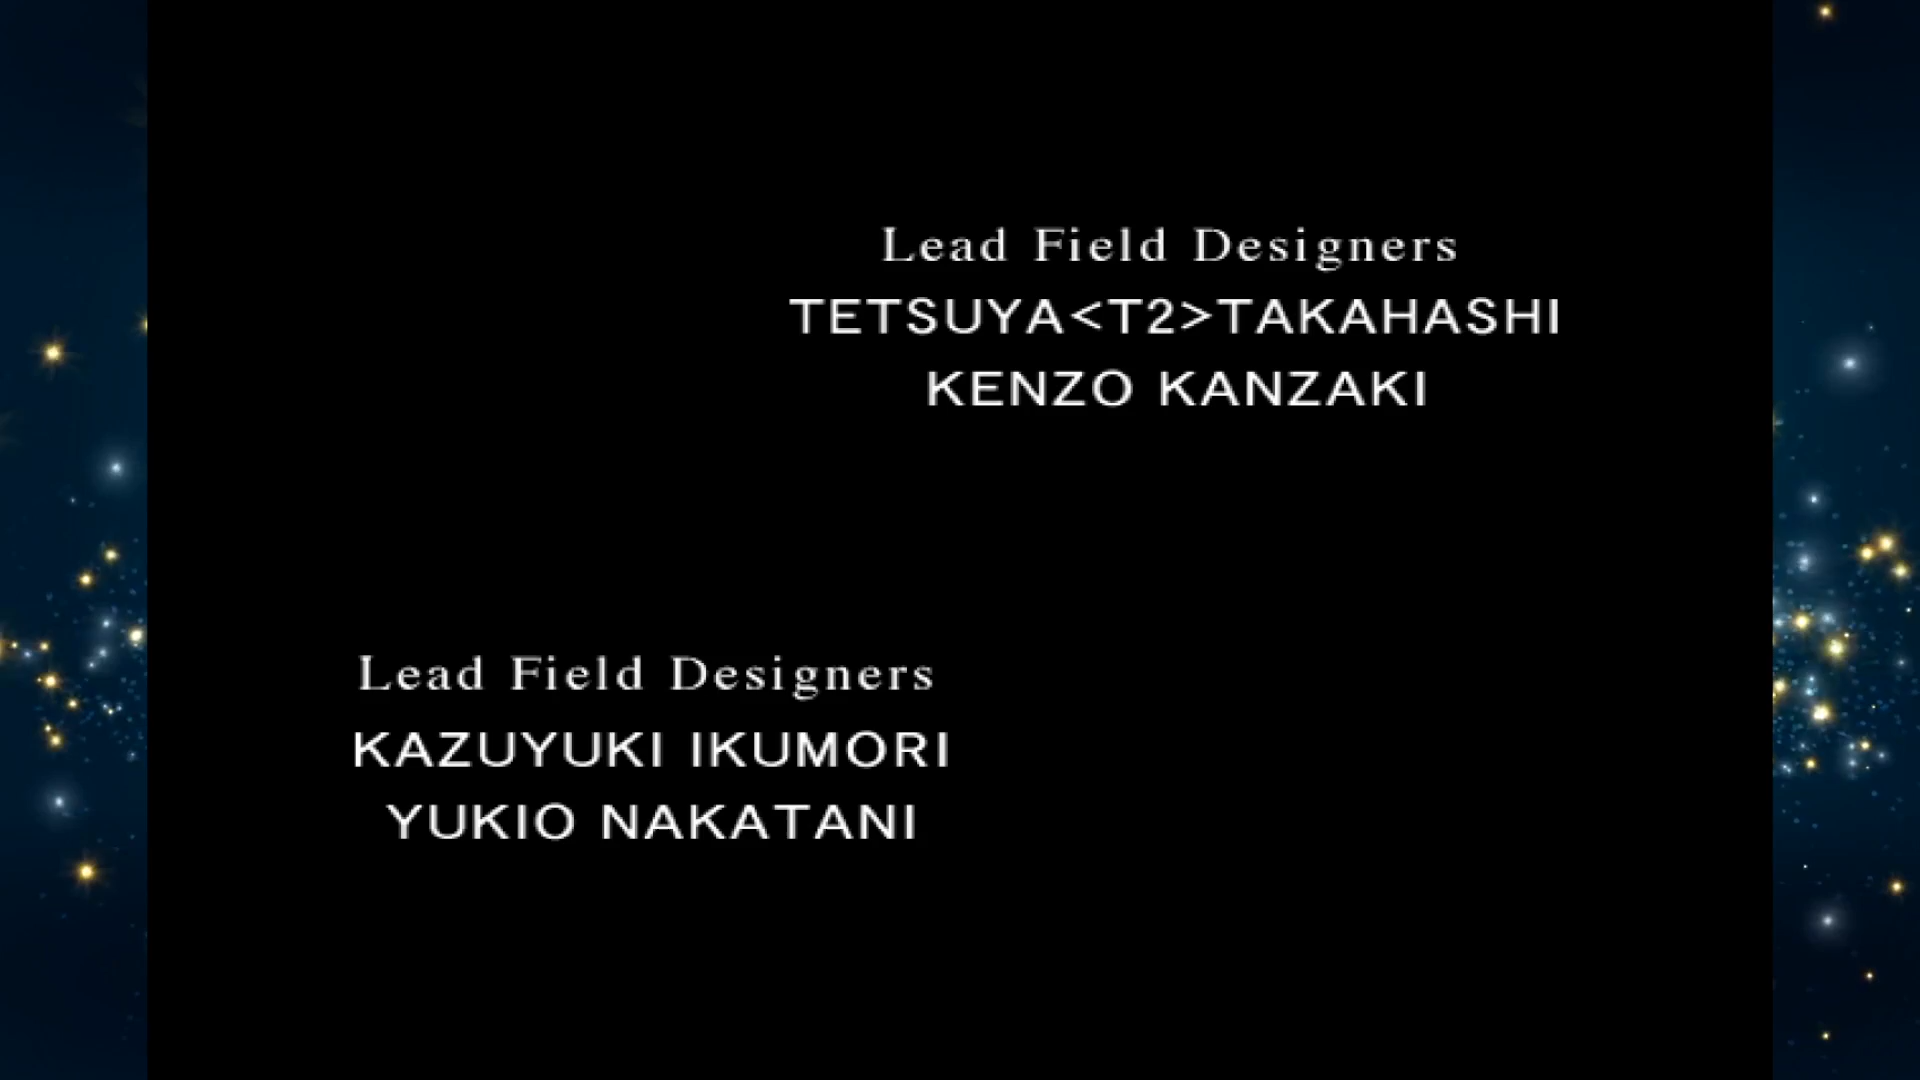 Lead Field Designers
TETSUYA<T2>TAKAHASHI
KENZO KANZAKI
Lead Field Designers
KAZUYUKI IKUMORI
YUKIO NAKATANI